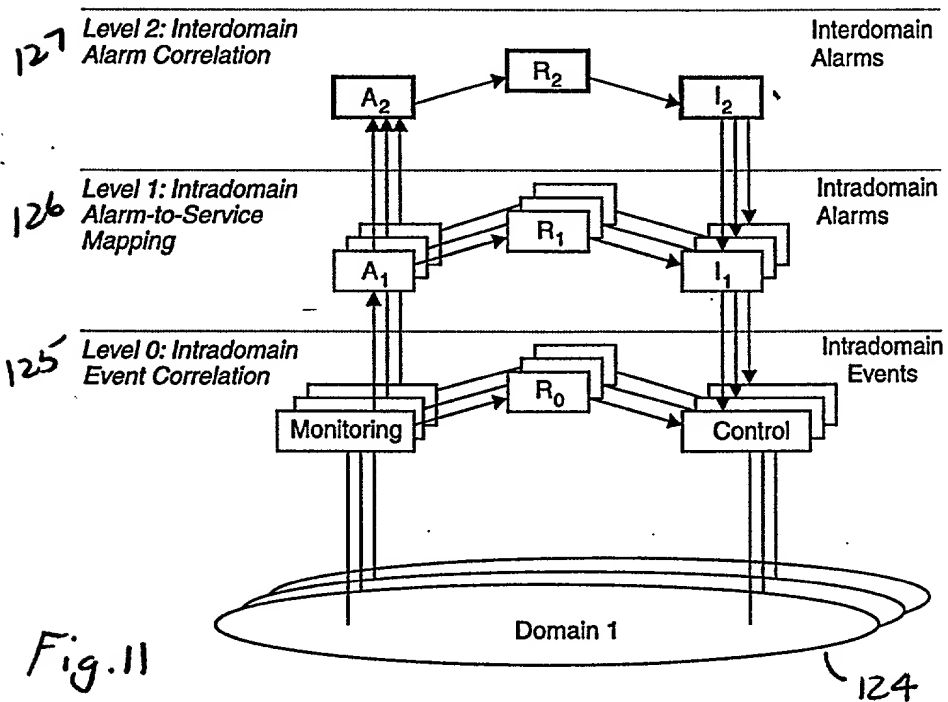 127
Level 2: Interdomain
Alarm Correlation
Interdomain
Alarms
A2
R2
I2
126
Level 1: Intradomain
Alarm-to-Service
Mapping
Intradomain
Alarms
A1
R1
I1
125
Level 0: Intradomain
Event Correlation
Intradomain
Events
R0
Monitoring
Control
Domain 1
Fig. 11
124